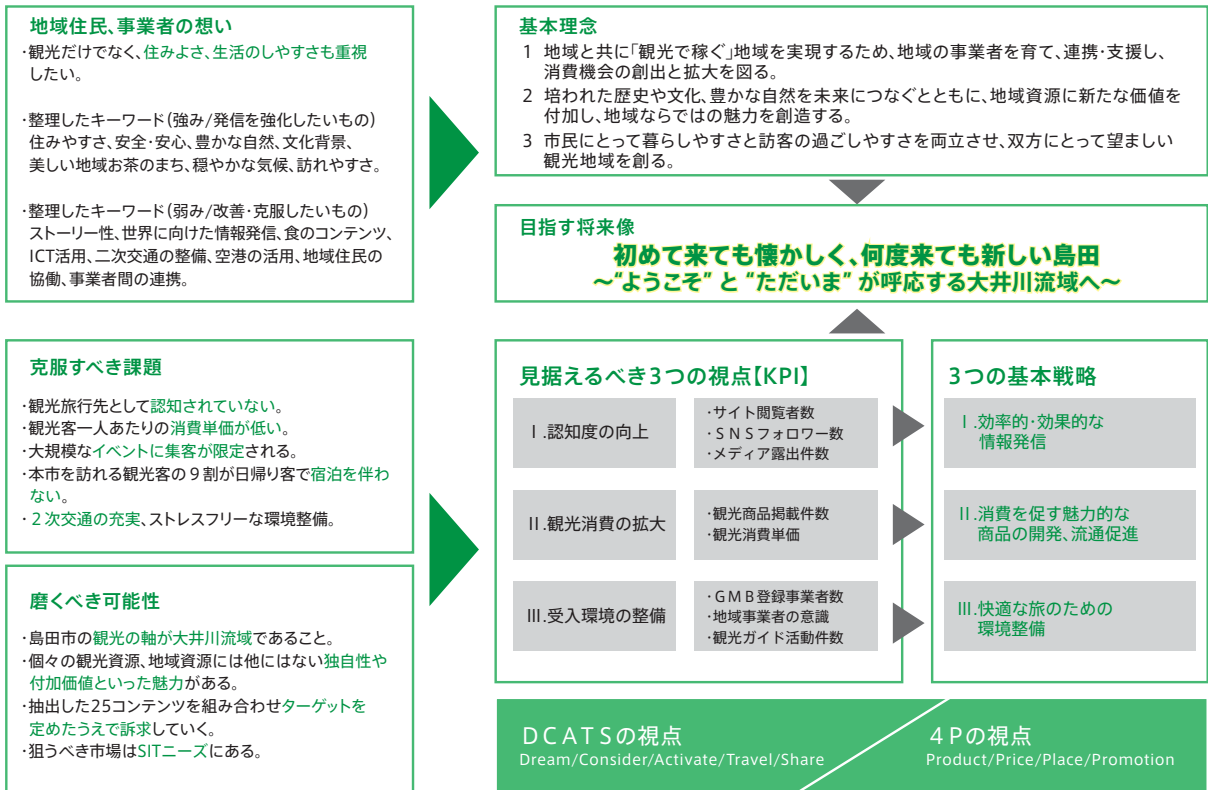 地域住民、事業者の想い
・観光だけでなく、住みよさ、生活のしやすさも重視
したい。
・整理したキーワード(強み/発信を強化したいもの)
住みやすさ、安全・安心、豊かな自然、文化背景、
美しい地域お茶のまち、穏やかな気候、訪れやすさ。
・整理したキーワード(弱み/改善・克服したいもの)
ストーリー性、世界に向けた情報発信、食のコンテンツ、
ICT活用、二次交通の整備、空港の活用、地域住民の
協働、事業者間の連携。
基本理念
1 地域と共に「観光で稼ぐ」地域を実現するため、地域の事業者を育て、連携・支援し、
消費機会の創出と拡大を図る。
2 培われた歴史や文化、豊かな自然を未来につなぐとともに、地域資源に新たな価値を
付加し、地域ならではの魅力を創造する。
3 市民にとって暮らしやすさと訪客の過ごしやすさを両立させ、双方にとって望ましい
観光地域を創る。
目指す将来像
初めて来ても懐かしく、何度来ても新しい島田
～“ようこそ” と “ただいま” が呼応する大井川流域へ～
克服すべき課題
・観光旅行先として認知されていない。
・観光客一人あたりの消費単価が低い。
・大規模なイベントに集客が限定される。
・本市を訪れる観光客の９割が日帰り客で宿泊を伴わ
ない。
・２次交通の充実、ストレスフリーな環境整備。
磨くべき可能性
・島田市の観光の軸が大井川流域であること。
・個々の観光資源、地域資源には他にはない独自性や
付加価値といった魅力がある。
・抽出した25コンテンツを組み合わせターゲットを
定めたうえで訴求していく。
・狙うべき市場はSITニーズにある。
見据えるべき3つの視点【KPI】
Ⅰ.認知度の向上
・サイト閲覧者数
・ＳＮＳフォロワー数
・メディア露出件数
Ⅱ.観光消費の拡大
・観光商品掲載件数
・観光消費単価
Ⅲ.受入環境の整備
・ＧＭＢ登録事業者数
・地域事業者の意識
・観光ガイド活動件数
3つの基本戦略
Ⅰ.効率的・効果的な
情報発信
Ⅱ.消費を促す魅力的な
商品の開発、流通促進
Ⅲ.快適な旅のための
環境整備
ＤＣＡＴＳの視点
Dream/Consider/Activate/Travel/Share
４Ｐの視点
Product/Price/Place/Promotion